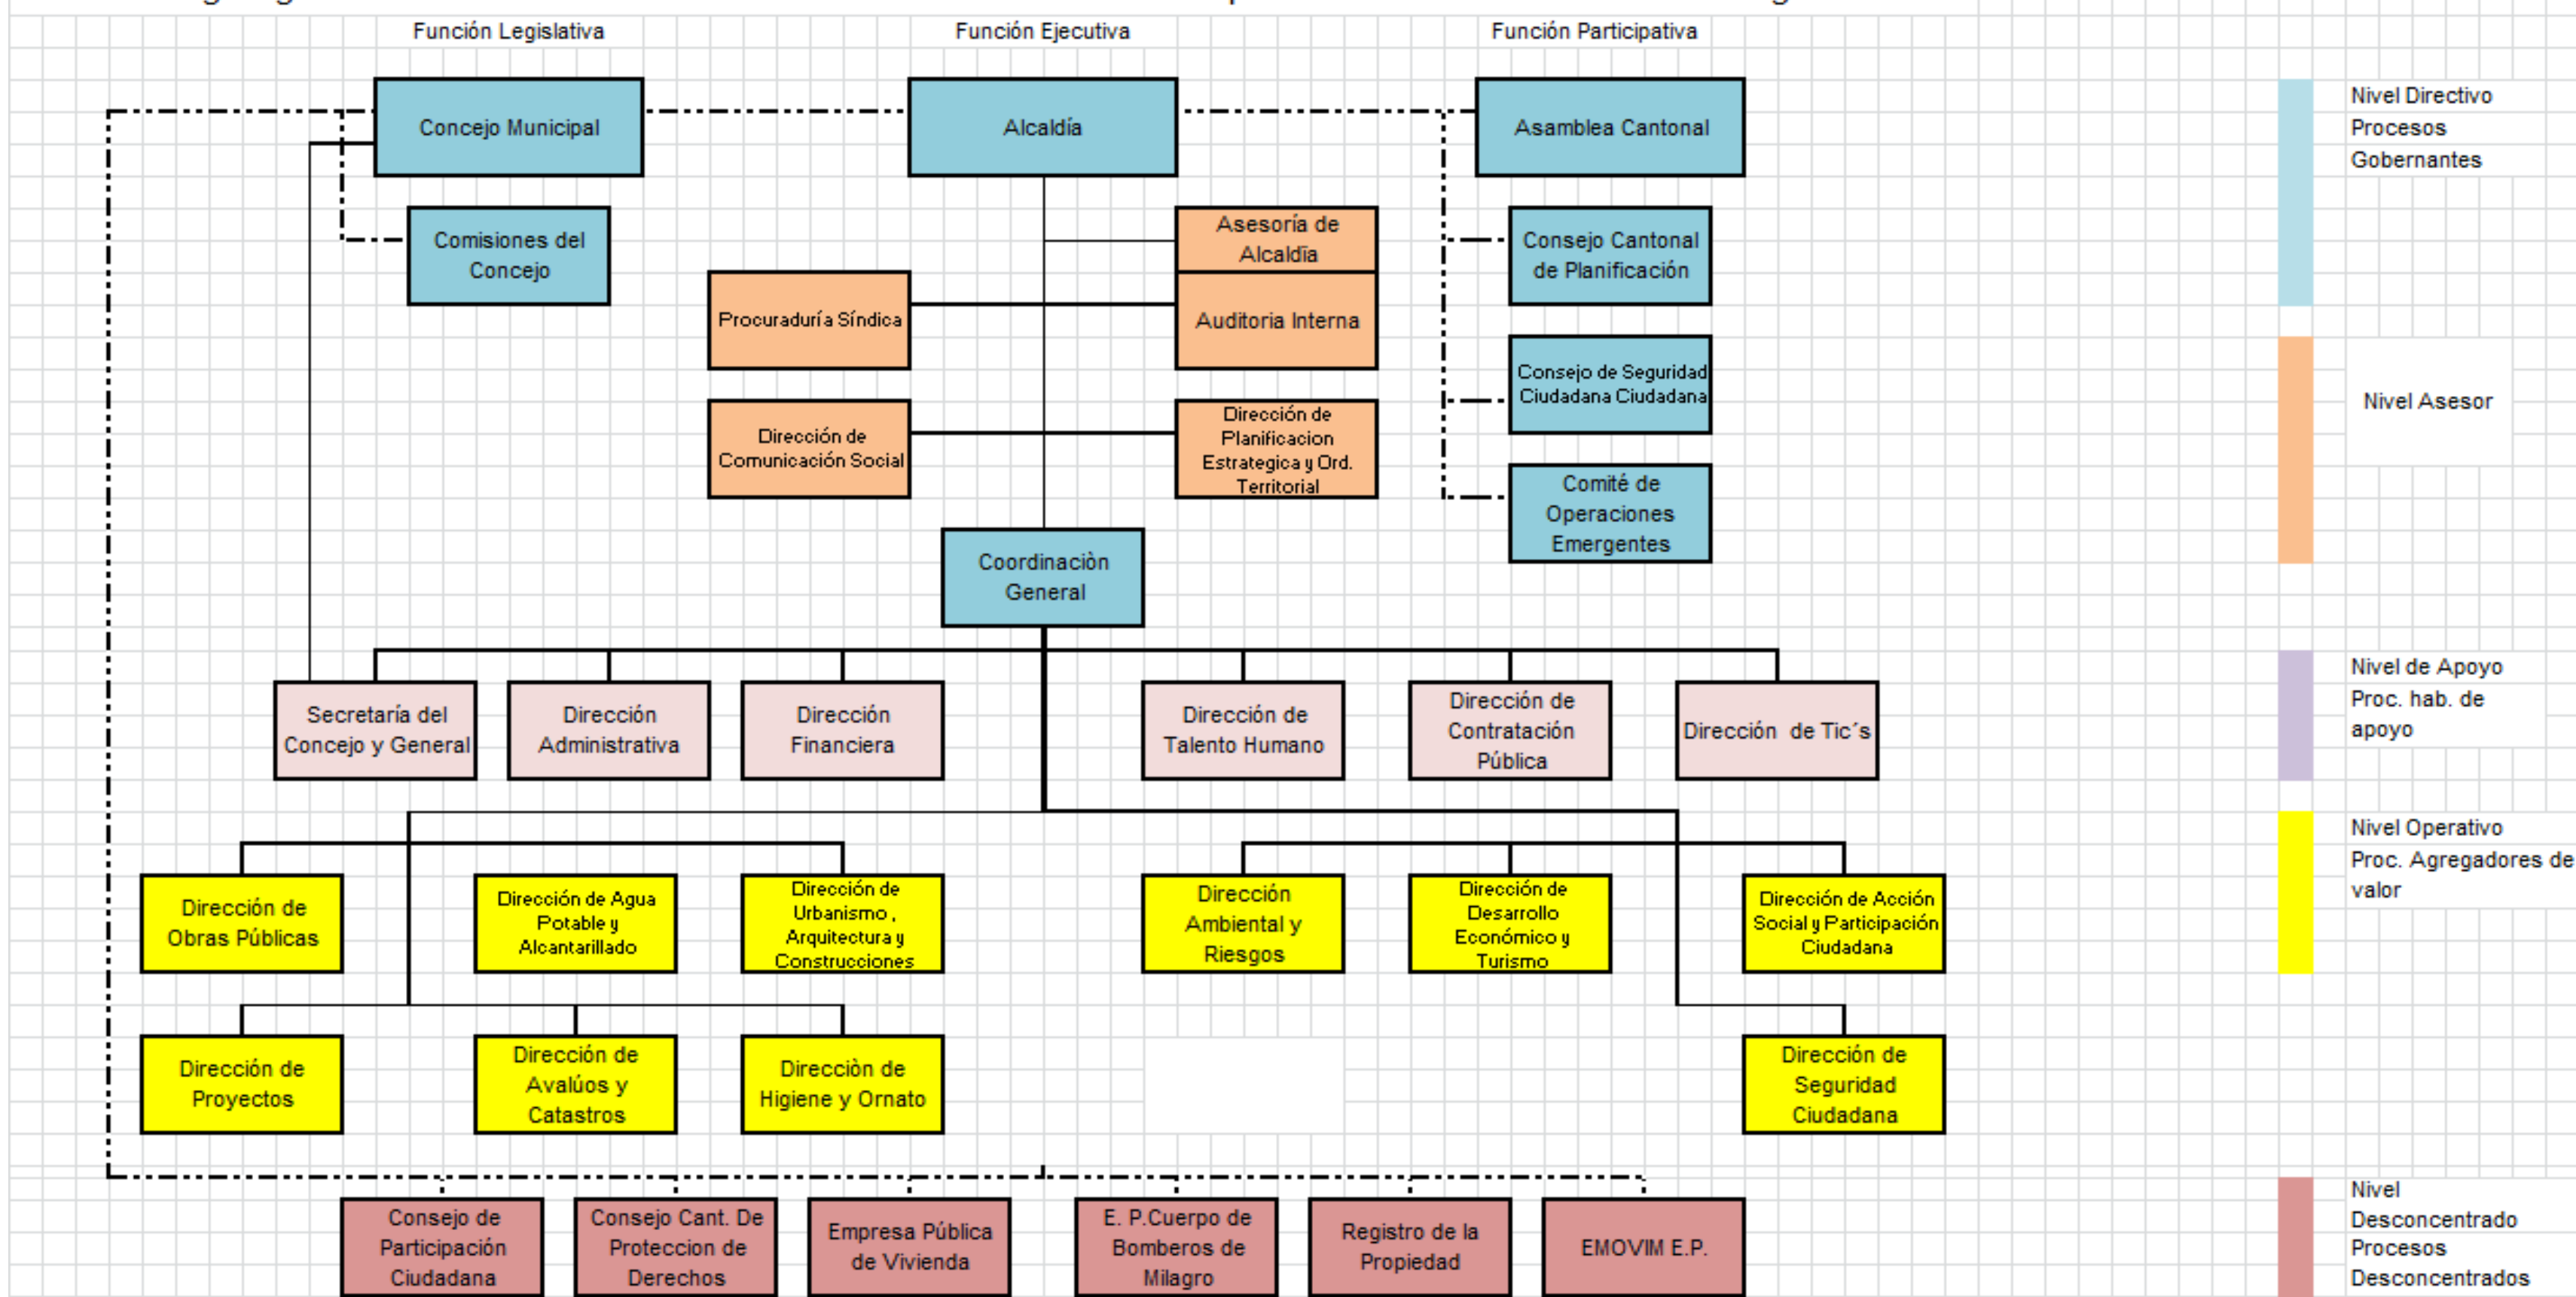 Función Legislativa
Función Ejecutiva
Función Participativa
Concejo Municipal
Alcaldía
Asamblea Cantonal
Nivel Directivo
Procesos
Gobernantes
Comisiones del
Concejo
Asesoría de
Alcaldïa
Consejo Cantonal
de Planificación
Procuraduría Síndica
Auditoria Interna
Consejo de Seguridad
Ciudadana Ciudadana
Nivel Asesor
Dirección de
Comunicación Social
Dirección de
Planificacion
Estrategica y Ord.
Territorial
Comité de
Operaciones
Emergentes
Coordinaciòn
General
Secretaría del
Concejo y General
Dirección
Administrativa
Dirección
Financiera
Dirección de
Talento Humano
Dirección de
Contratación
Pública
Dirección de Tic´s
Nivel de Apoyo
Proc. hab. de
apoyo
Dirección de
Obras Públicas
Dirección de Agua
Potable y
Alcantarillado
Dirección de
Urbanismo ,
Arquitectura y
Construcciones
Dirección
Ambiental y
Riesgos
Dirección de
Desarrollo
Económico y
Turismo
Dirección de Acción
Social y Participación
Ciudadana
Nivel Operativo
Proc. Agregadores de
valor
Dirección de
Proyectos
Dirección de
Avalúos y
Catastros
Direcciòn de
Higiene y Ornato
Dirección de
Seguridad
Ciudadana
Consejo de
Participación
Ciudadana
Consejo Cant. De
Proteccion de
Derechos
Empresa Pública
de Vivienda
E. P.Cuerpo de
Bomberos de
Milagro
Registro de la
Propiedad
EMOVIM E.P.
Nivel
Desconcentrado
Procesos
Desconcentrados